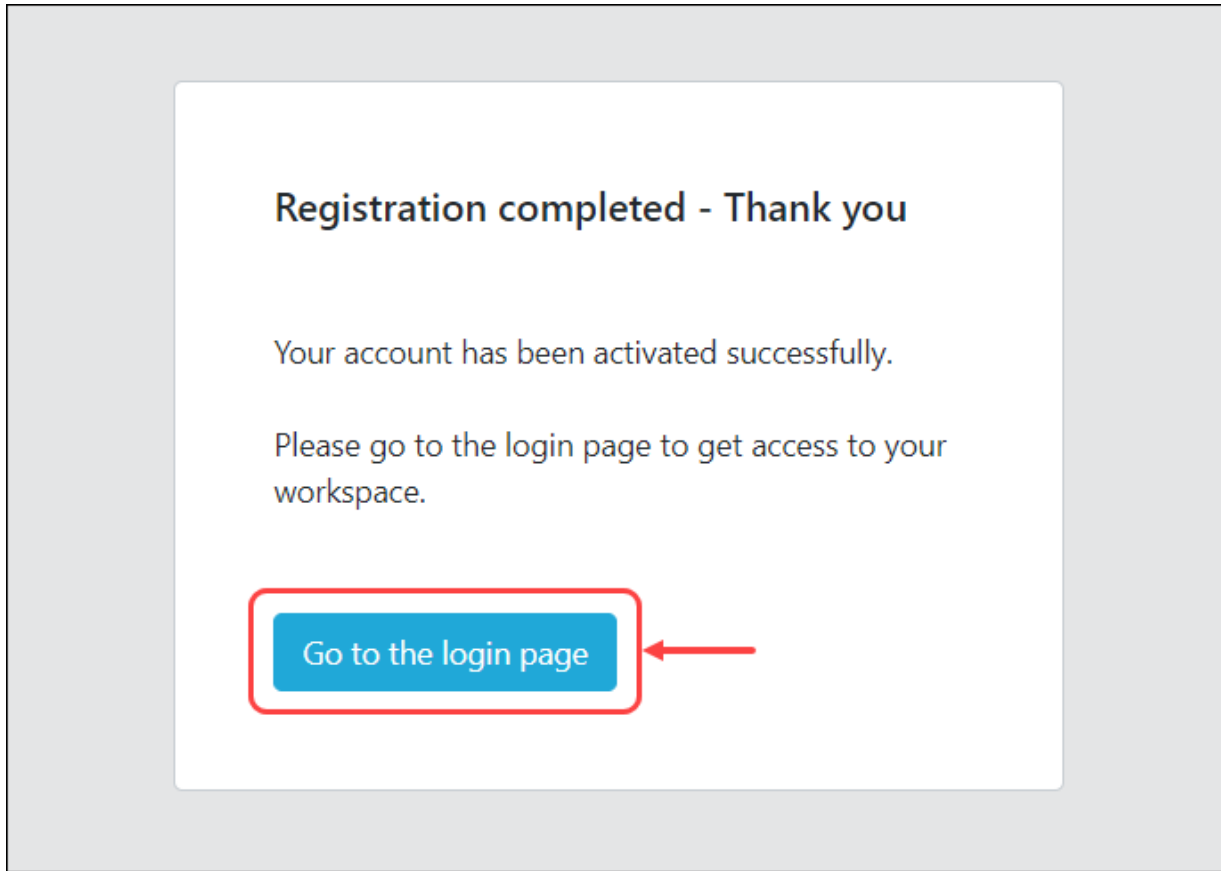 Registration completed - Thank you
Your account has been activated successfully.
Please go to the login page to get access to your
workspace.
Go to the login page